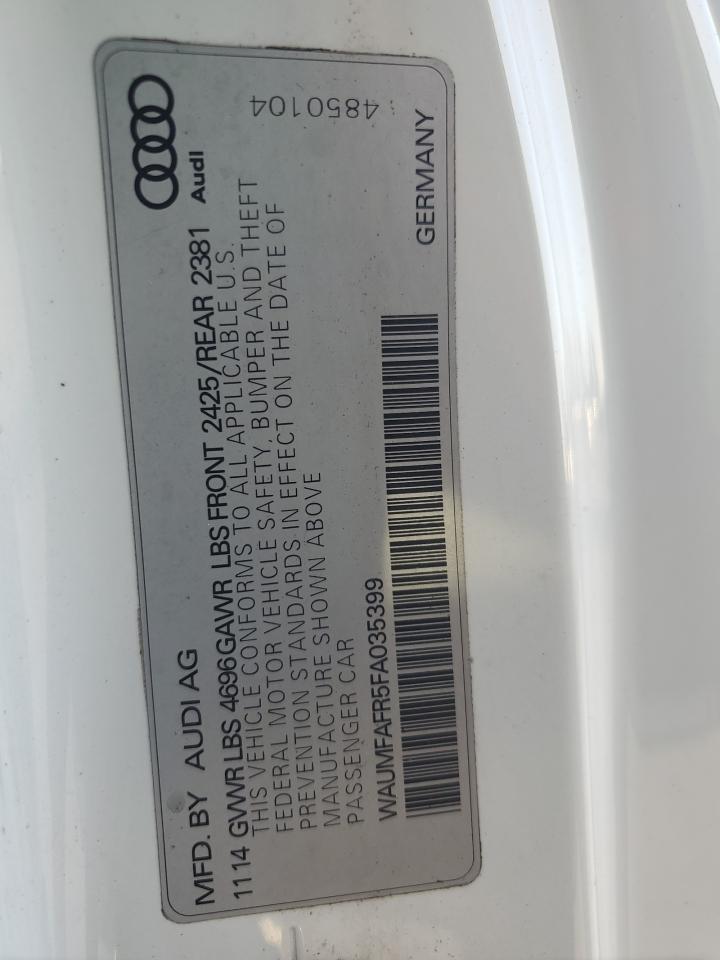 MFD. BY AUDI AG
11 14 GVWR LBS 4696 GAWR LBS FRONT 2425/REAR 2381
Audi
THIS VEHICLE CONFORMS TO ALL APPLICABLE U.S.
FEDERAL MOTOR VEHICLE SAFETY, BUMPER AND THEFT
PREVENTION STANDARDS IN EFFECT ON THE DATE OF
MANUFACTURE SHOWN ABOVE
PASSENGER CAR
4850104
WAUMFAFR5FA035399
GERMANY